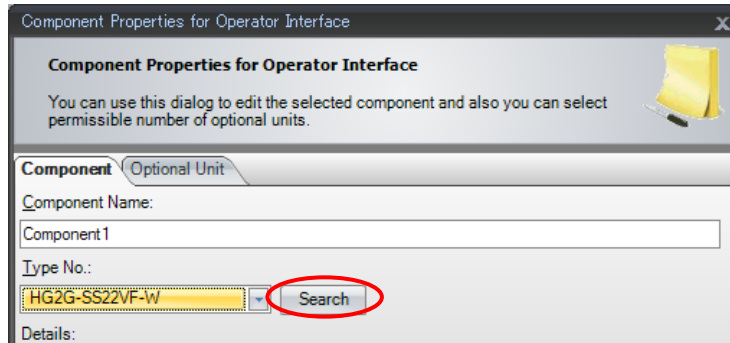 Component Properties for Operator Interface
Component Properties for Operator Interface
You can use this dialog to edit the selected component and also you can select
permissible number of optional units.
Component Optional Unit
Component Name:
Component1
Type No.:
HG2G-SS22VF-W Search
Details: